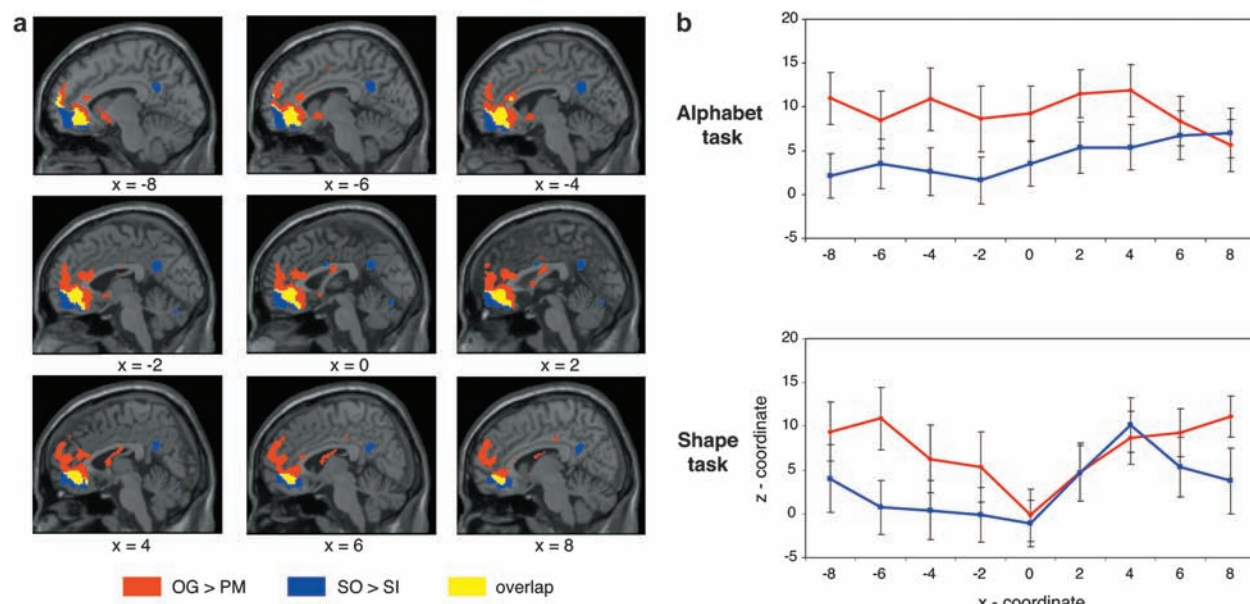 a
x = -8
x = -6
x = -4
x = -2
x = 0
x = 2
x = 4
x = 6
x = 8
OG > PM
SO > SI
overlap
b
Alphabet
task
20
15
10
5
0
-5
-8 -6 -4 -2 0 2 4 6 8
Shape
task
z - coordinate
20
15
10
5
0
-5
-8 -6 -4 -2 0 2 4 6 8
x - coordinate